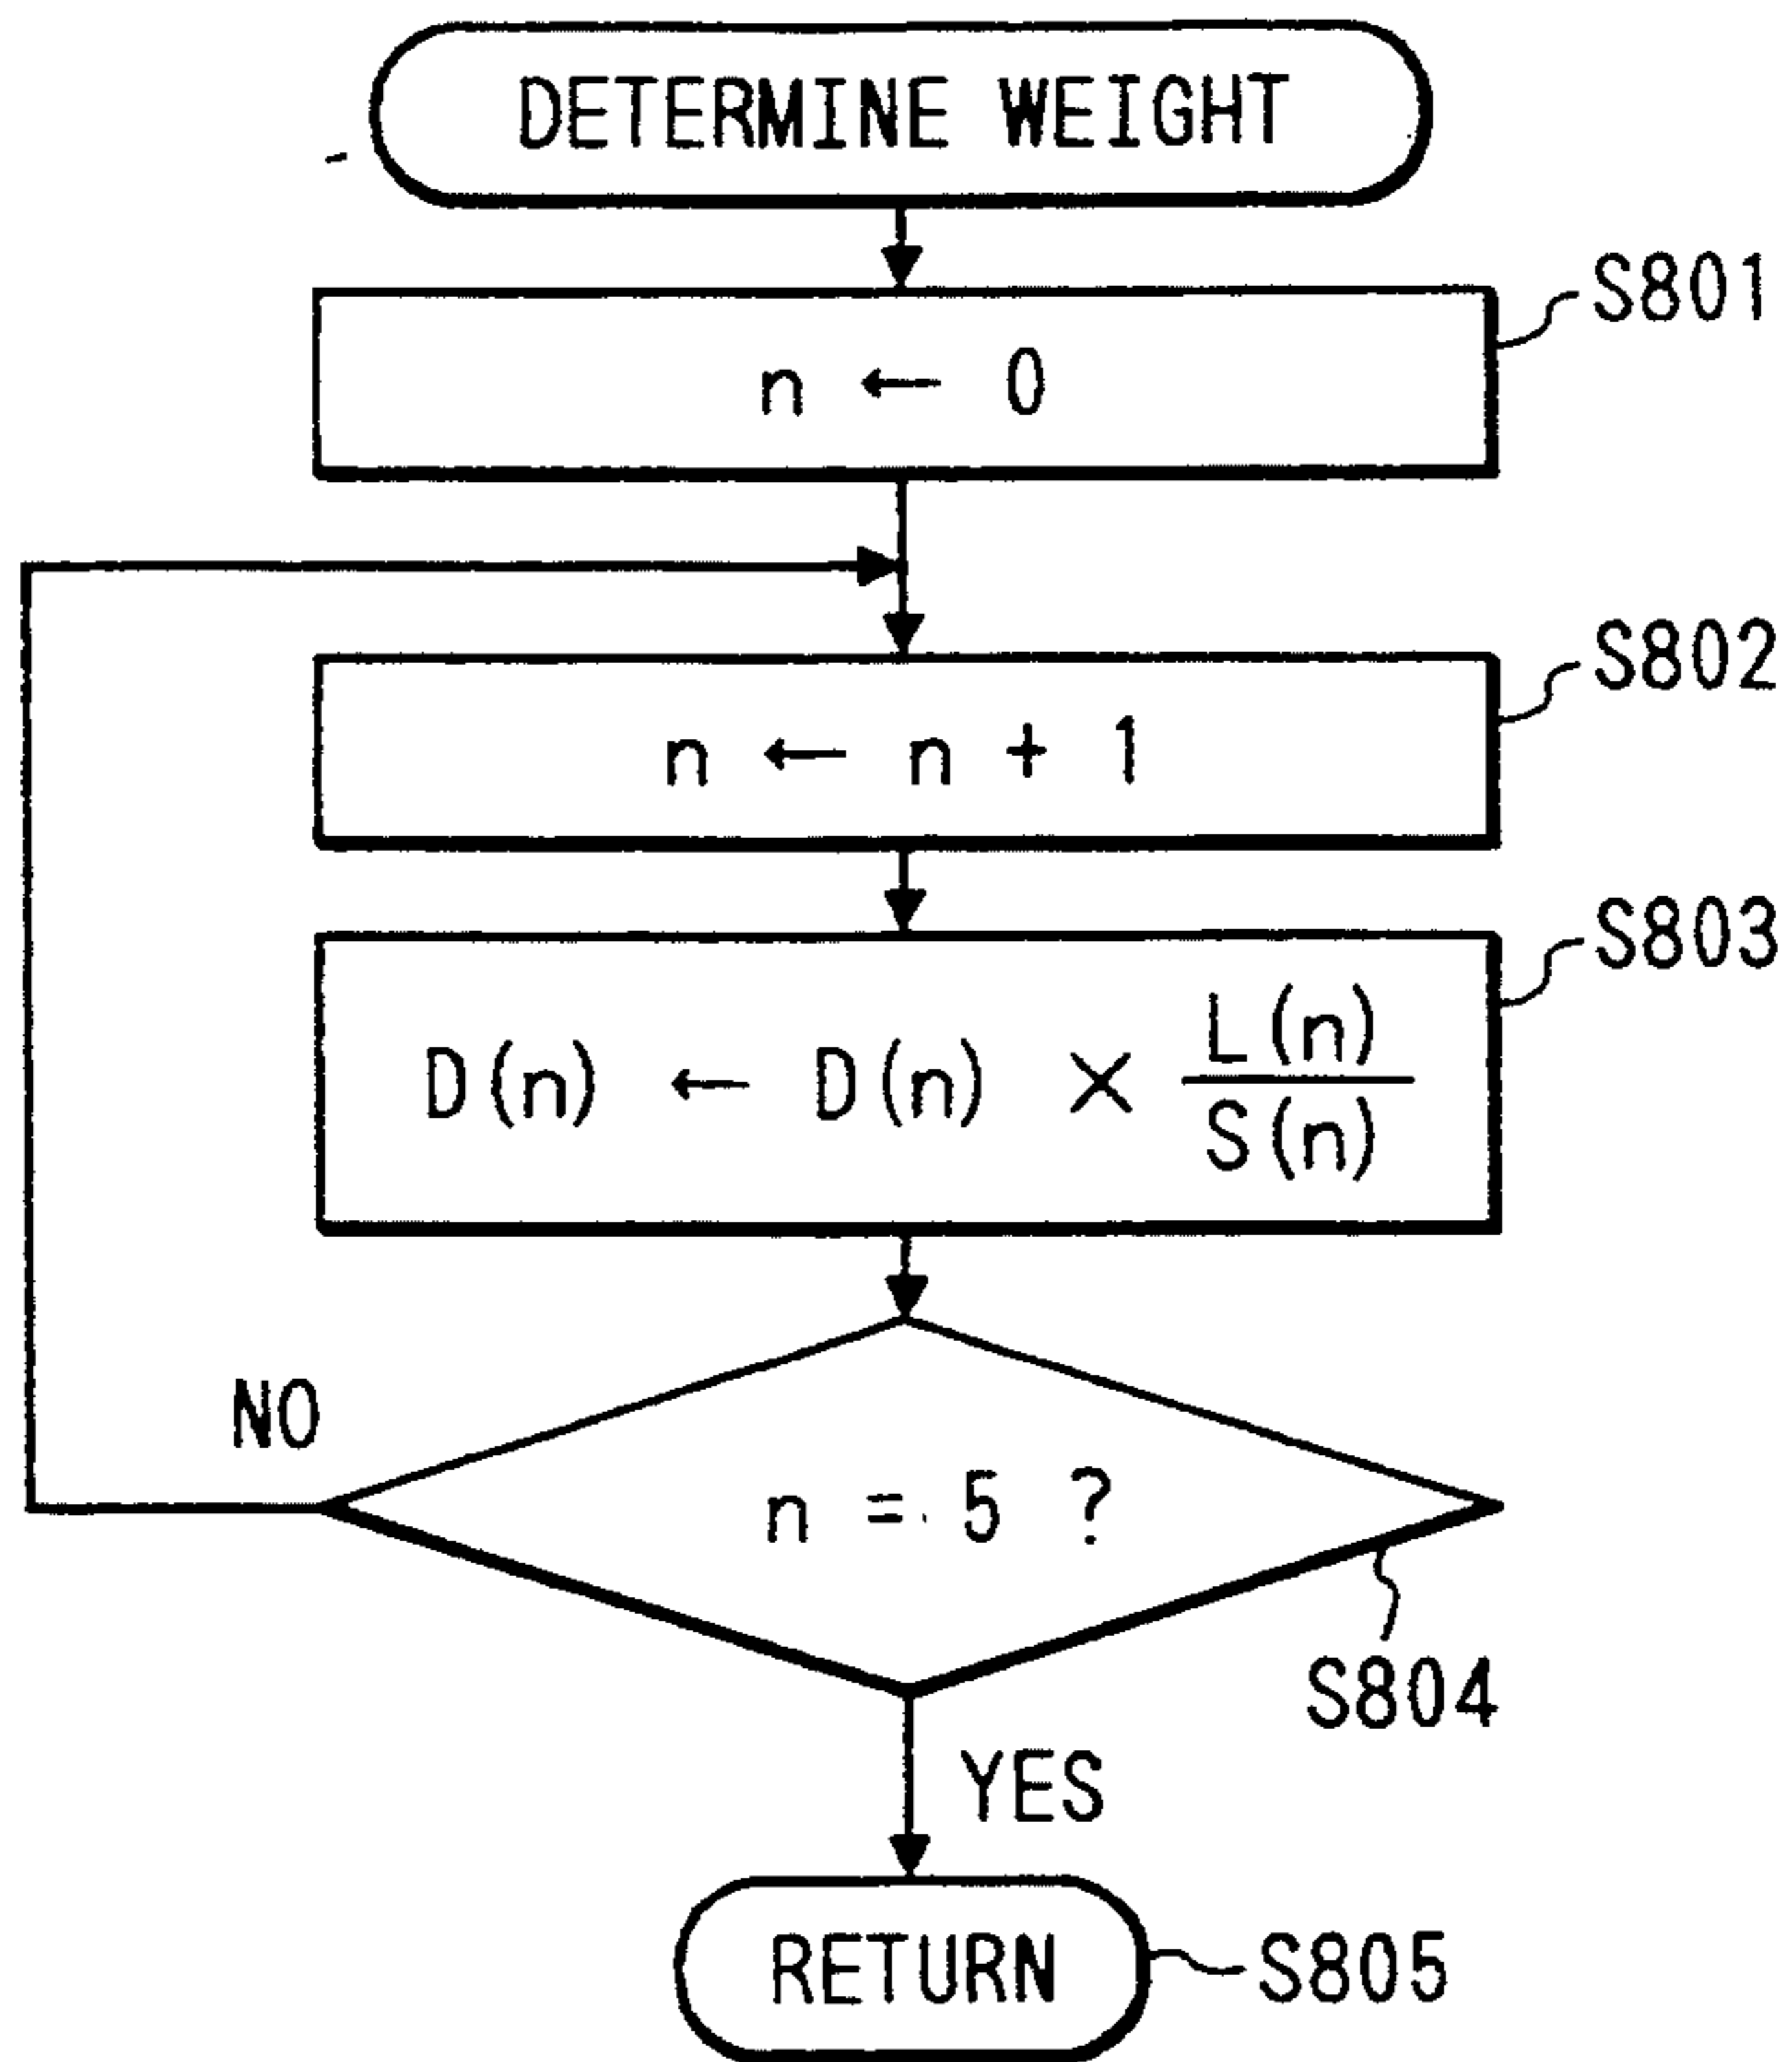 DETERMINE WEIGHT
S801
n ← 0
S802
n ← n + 1
S803
D(n) ← D(n) × L(n)/S(n)
NO
n = 5 ?
S804
YES
RETURN
S805